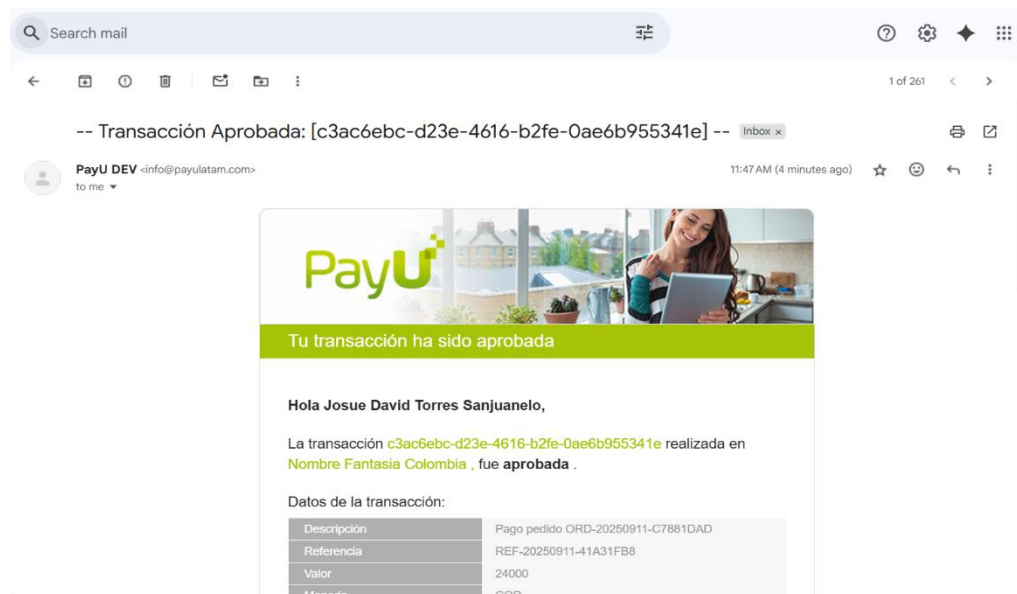 Search mail
1 of 261
-- Transacción Aprobada: [c3ac6ebc-d23e-4616-b2fe-0ae6b955341e] -- Inbox x
PayU DEV <info@payulatam.com> 11:47 AM (4 minutes ago)
to me
PayU
Tu transacción ha sido aprobada
Hola Josue David Torres Sanjuanelo,
La transacción c3ac6ebc-d23e-4616-b2fe-0ae6b955341e realizada en
Nombre Fantasia Colombia , fue aprobada .
Datos de la transacción:
Descripción Pago pedido ORD-20250911-C7881DAD
Referencia REF-20250911-41A31FB8
Valor 24000
Moneda COP